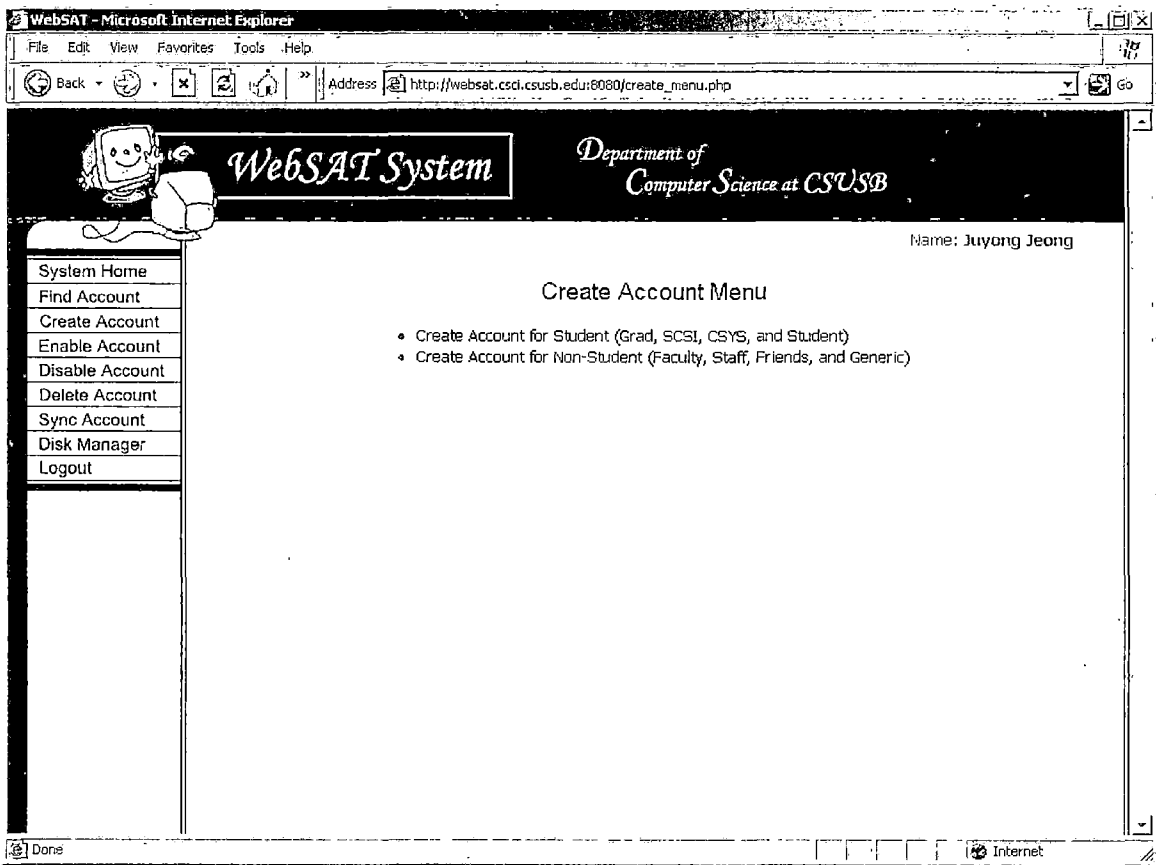 WebSAT - Microsoft Internet Explorer
File Edit View Favorites Tools Help
Back » Address http://websat.csci.csusb.edu:8080/create_menu.php Go
WebSAT System
Department of
Computer Science at CSUSB
Name: Juyong Jeong
System Home
Find Account
Create Account
Enable Account
Disable Account
Delete Account
Sync Account
Disk Manager
Logout
Create Account Menu
• Create Account for Student (Grad, SCSI, CSYS, and Student)
• Create Account for Non-Student (Faculty, Staff, Friends, and Generic)
Done Internet